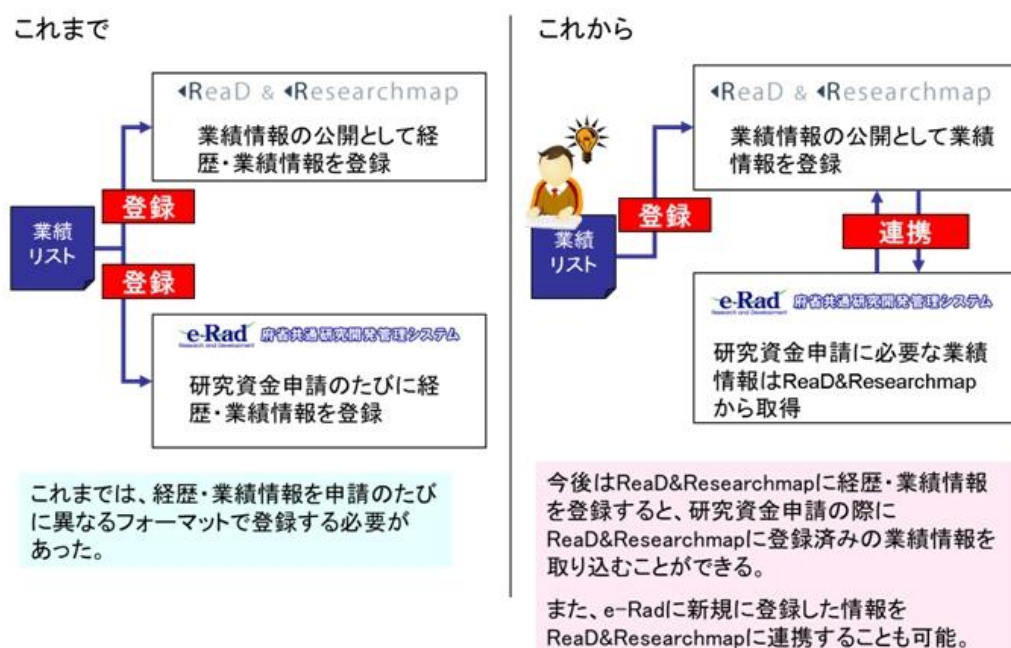 これまで
ReaD & Researchmap
業績情報の公開として経
歴・業績情報を登録
登録
業績
リスト
登録
e-Rad 府省共通研究開発管理システム
Research and Development
研究資金申請のたびに経
歴・業績情報を登録
これまでは、経歴・業績情報を申請のたび
に異なるフォーマットで登録する必要が
あった。
これから
ReaD & Researchmap
業績情報の公開として業績
情報を登録
登録
業績
リスト
連携
e-Rad 府省共通研究開発管理システム
Research and Development
研究資金申請に必要な業績
情報はReaD&Researchmap
から取得
今後はReaD&Researchmapに経歴・業績情報
を登録すると、研究資金申請の際に
ReaD&Researchmapに登録済みの業績情報を
取り込むことができる。
また、e-Radに新規に登録した情報を
ReaD&Researchmapに連携することも可能。